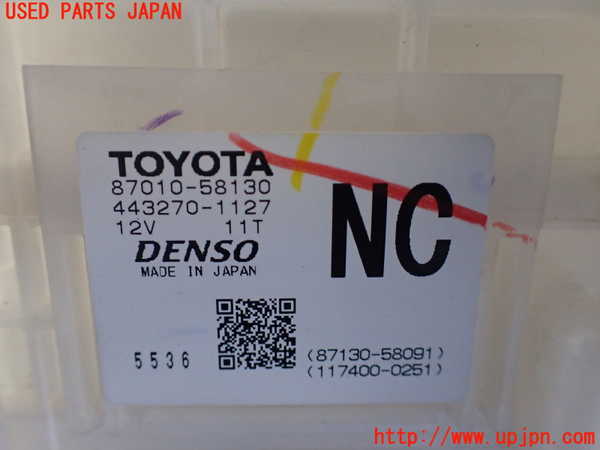 USED PARTS JAPAN
TOYOTA
87010-58130
443270-1127
12V 11T
DENSO
MADE IN JAPAN
NC
5536
(87130-58091)
(117400-0251)
http://www.upjpn.com/